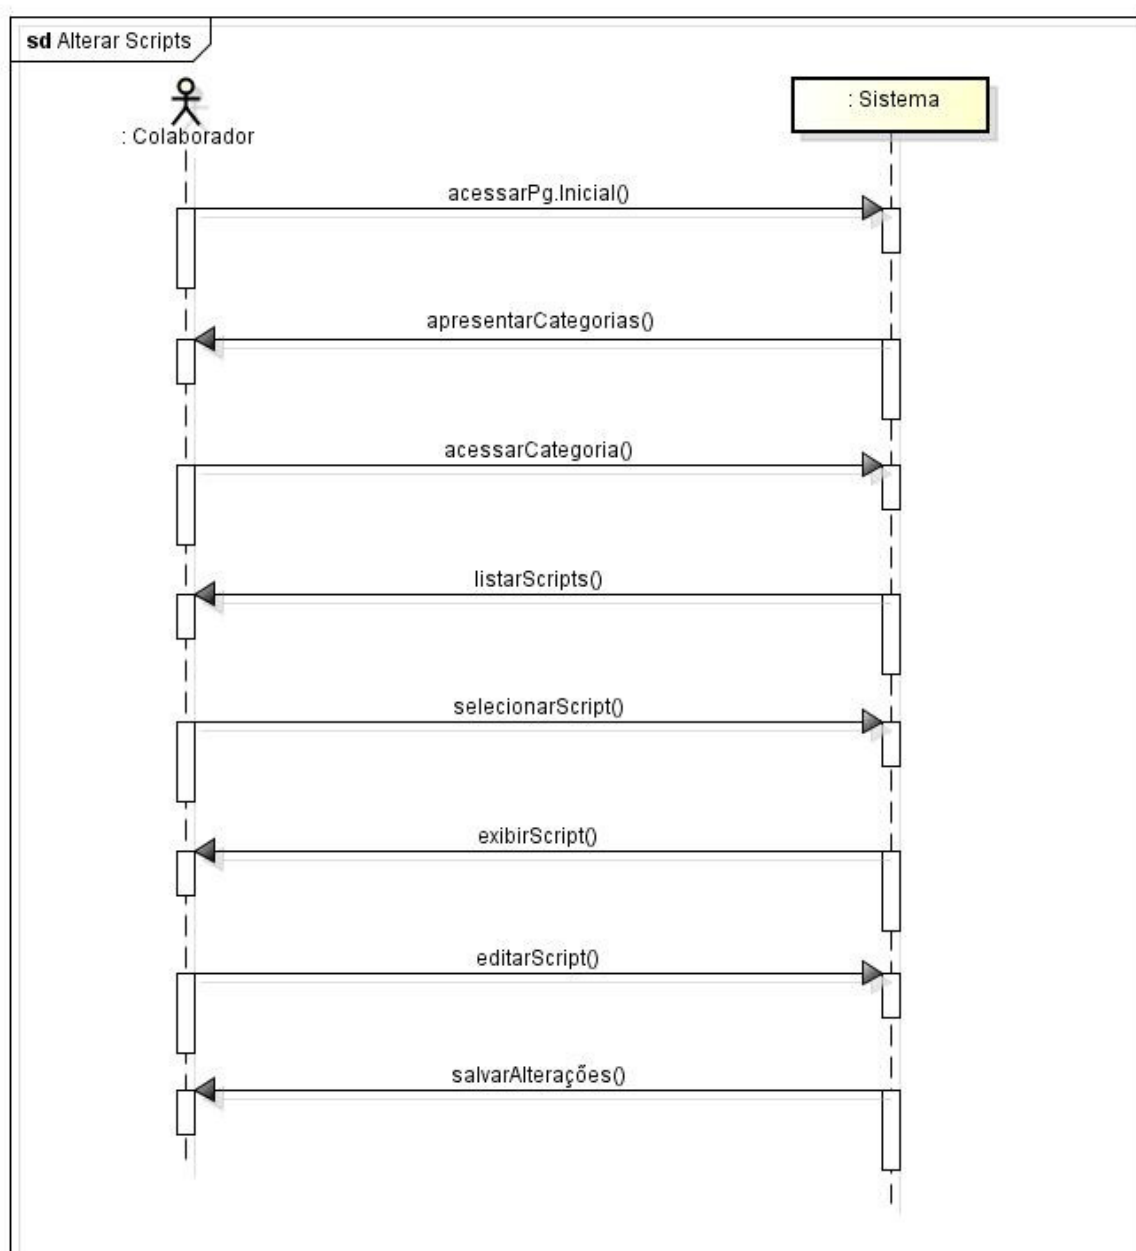 sd Alterar Scripts
: Colaborador
: Sistema
acessarPg.Inicial()
apresentarCategorias()
acessarCategoria()
listarScripts()
selecionarScript()
exibirScript()
editarScript()
salvarAlterações()